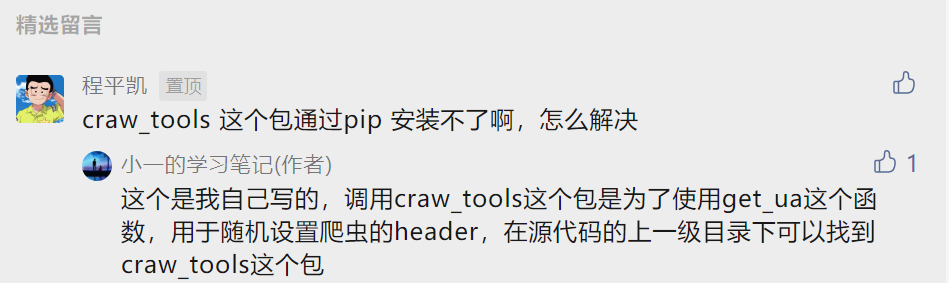 精选留言
程平凯 置顶
craw_tools 这个包通过pip 安装不了啊，怎么解决
小一的学习笔记(作者) 1
这个是我自己写的，调用craw_tools这个包是为了使用get_ua这个函
数，用于随机设置爬虫的header，在源代码的上一级目录下可以找到
craw_tools这个包